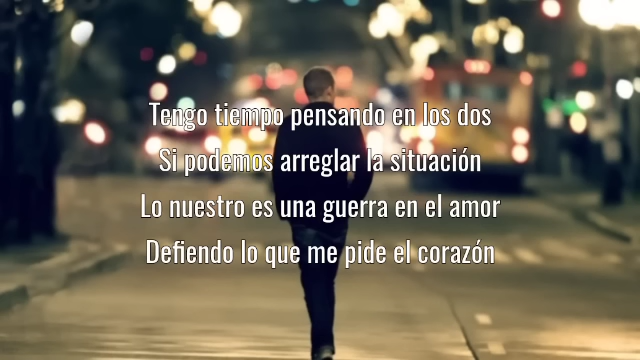 Tengo tiempo pensando en los dos
Si podemos arreglar la situación
Lo nuestro es una guerra en el amor
Defiendo lo que me pide el corazón